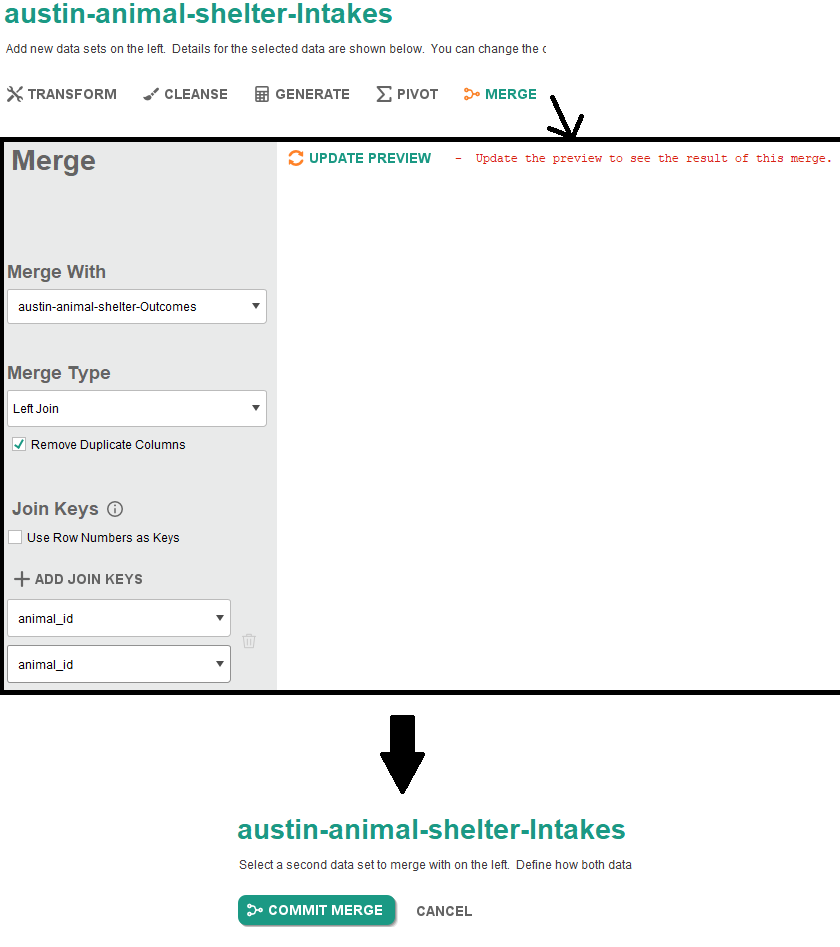 austin-animal-shelter-Intakes
Add new data sets on the left. Details for the selected data are shown below. You can change the
TRANSFORM CLEANSE GENERATE PIVOT MERGE
Merge
UPDATE PREVIEW - Update the preview to see the result of this merge.
Merge With
austin-animal-shelter-Outcomes
Merge Type
Left Join
Remove Duplicate Columns
Join Keys
Use Row Numbers as Keys
ADD JOIN KEYS
animal_id
animal_id
austin-animal-shelter-Intakes
Select a second data set to merge with on the left. Define how both data
COMMIT MERGE CANCEL